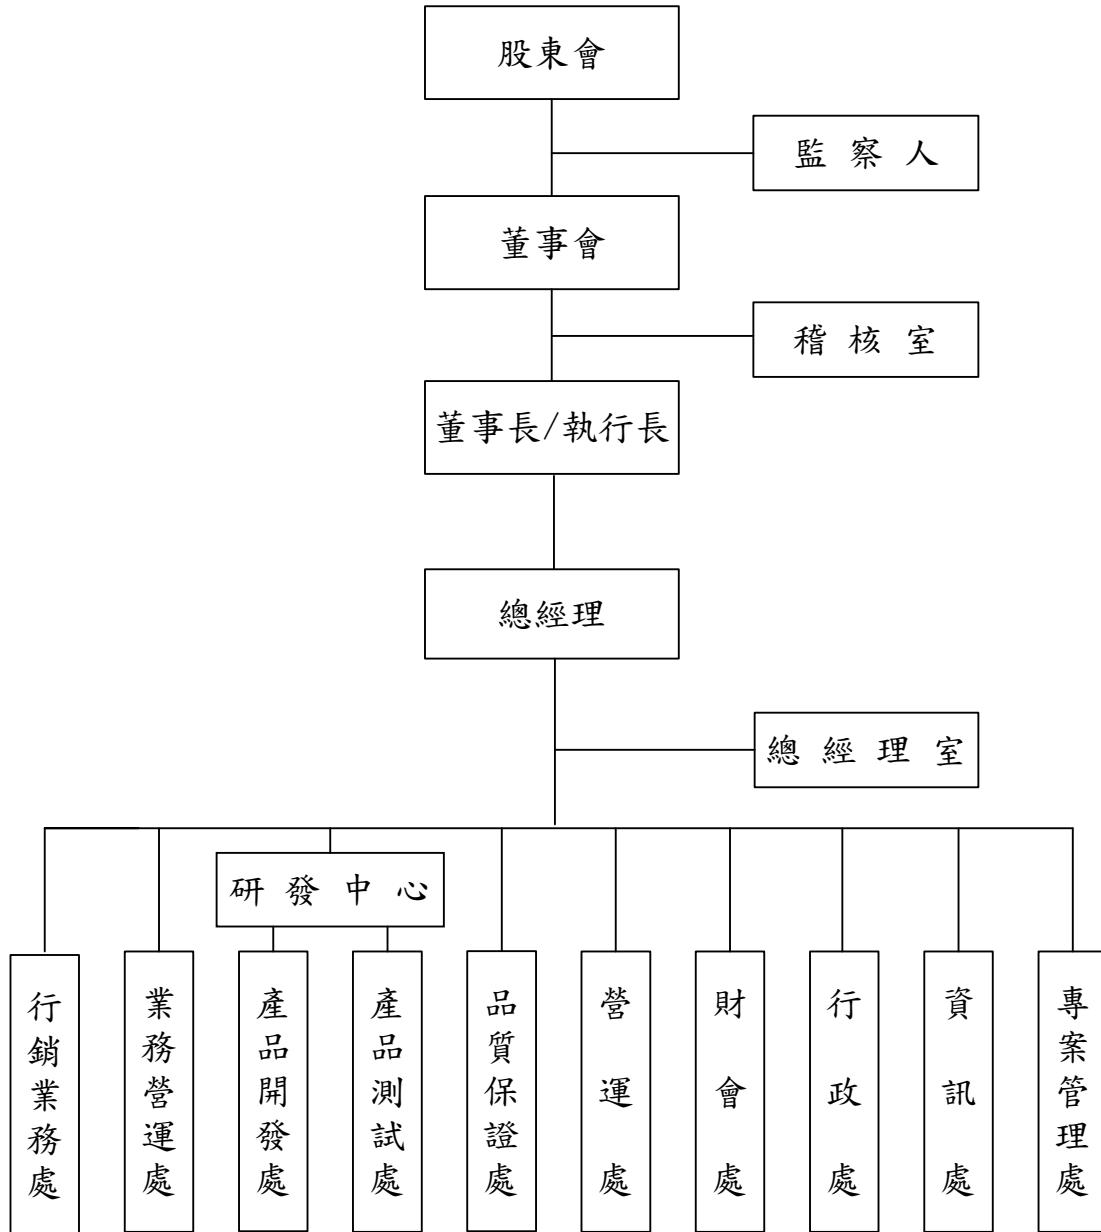 股東會
監察人
董事會
稽核室
董事長/執行長
總經理
總經理室
研發中心
行銷業務處
業務營運處
產品開發處
產品測試處
品質保證處
營運處
財會處
行政處
資訊處
專案管理處